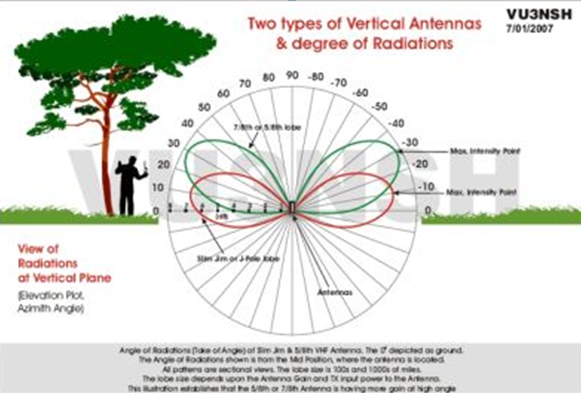 Two types of Vertical Antennas
& degree of Radiations
VU3NSH
7/01/2007
90
80
70
60
50
40
30
20
10
0
-80
-70
-60
-50
-40
-30
-20
-10
0
7/8th or 5/8th lobe
Max. Intensity Point
Max. Intensity Point
VU3NSH
Slim Jim or J-Pole lobe
Antennas
View of
Radiations
at Vertical Plane
(Elevation Plot,
Azimith Angle)
Angle of Radiations (Take of Angle) of Slim Jim & 5/8th VHF Antenna. The 0° depicted as ground.
The Angle of Radiations shown is from the Mid Position, where the antenna is located.
All patterns are sectional views. The lobe size is 100s and 1000s of miles.
The lobe size depends upon the Antenna Gain and TX input power to the Antenna.
This illustration establishes that the 5/8th or 7/8th Antenna is having more gain at high angle